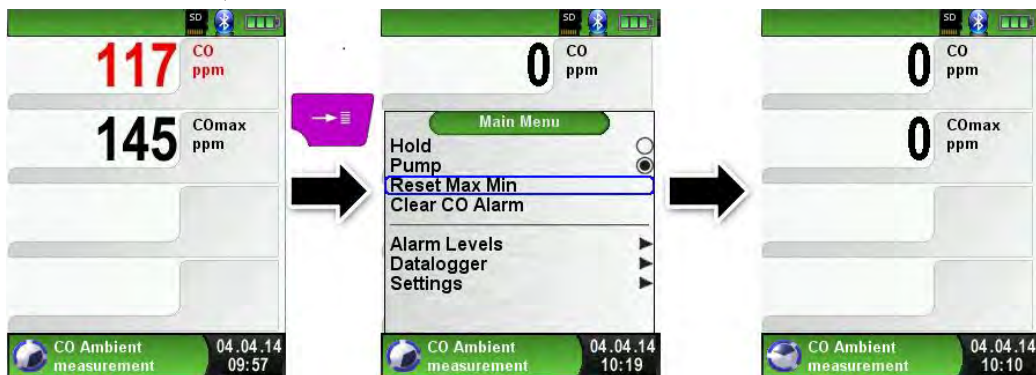 SD
117 CO
ppm
145 COmax
ppm
CO Ambient 04.04.14
measurement 09:57
SD
0 CO
ppm
Main Menu
Hold
Pump
Reset Max Min
Clear CO Alarm
Alarm Levels
Datalogger
Settings
CO Ambient 04.04.14
measurement 10:19
SD
0 CO
ppm
0 COmax
ppm
CO Ambient 04.04.14
measurement 10:10